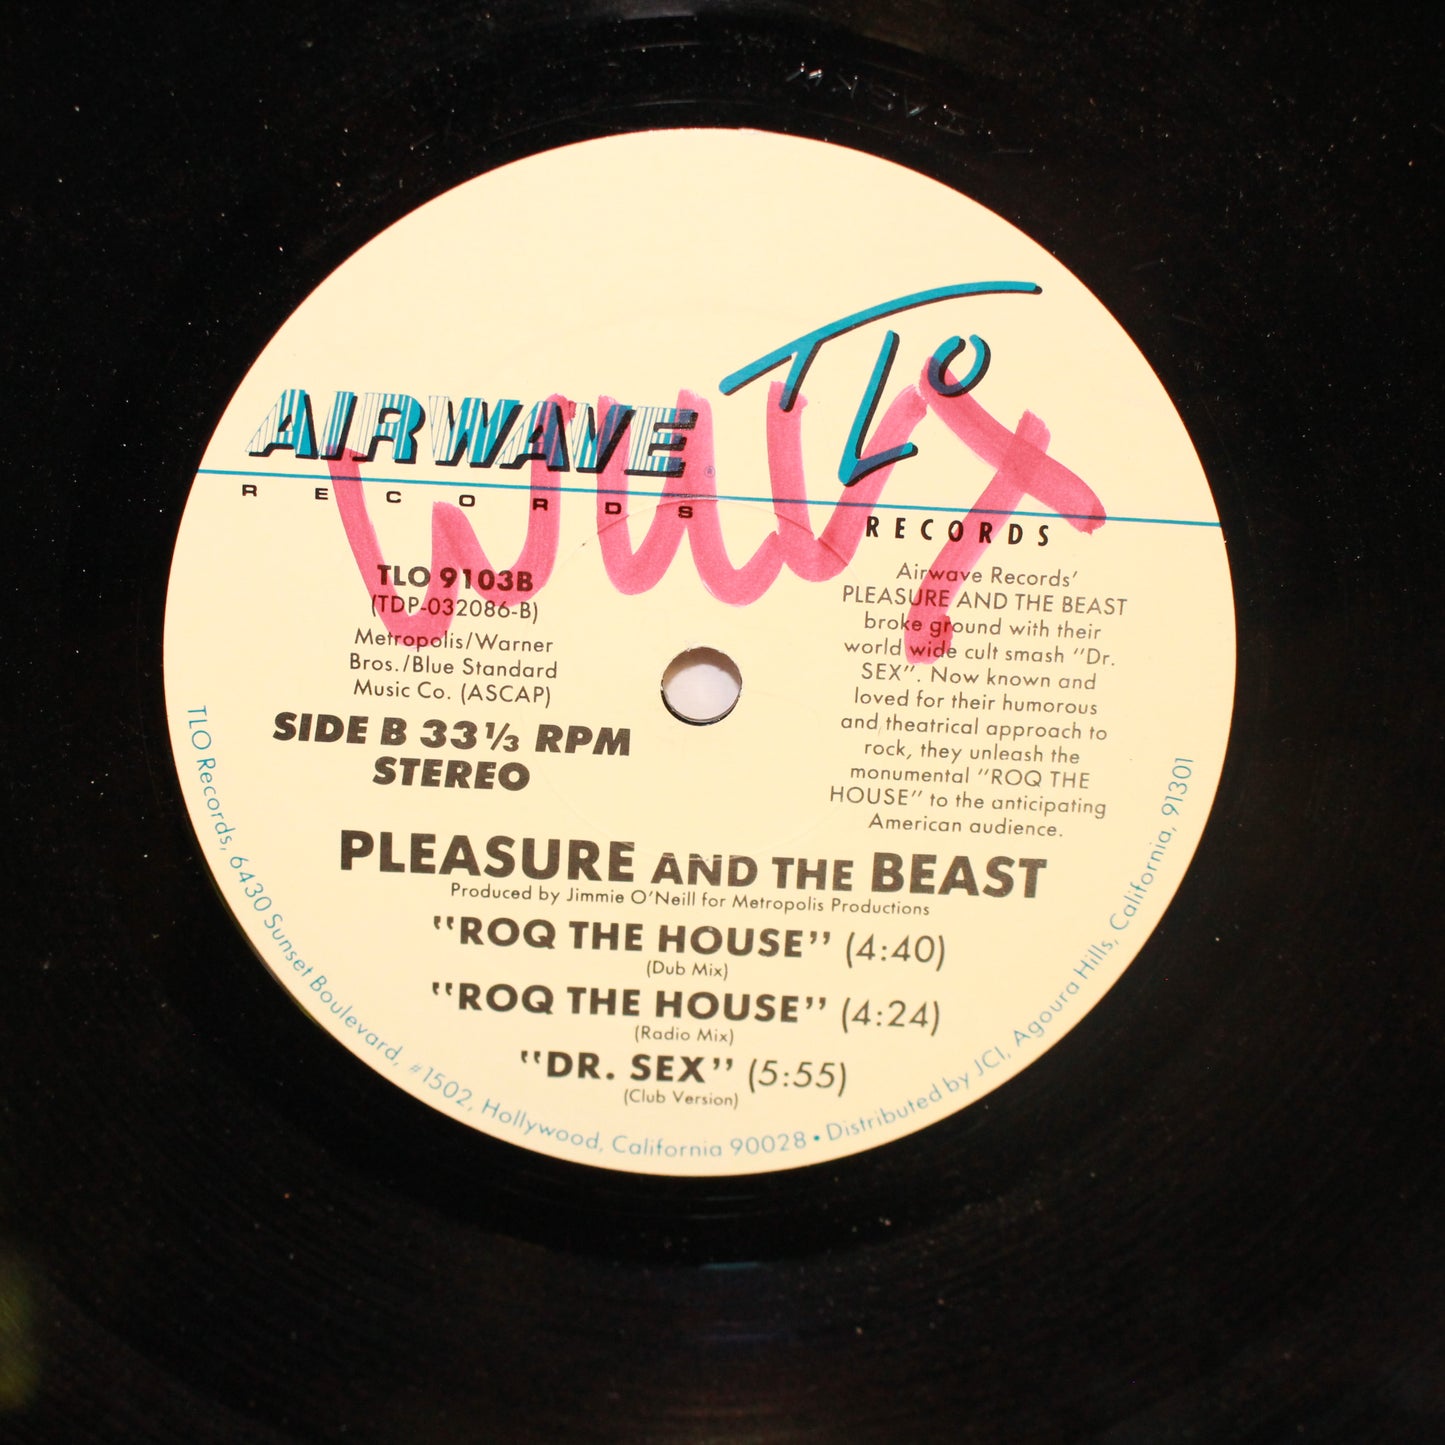 TLO
AIRWAVE
RECORDS
RECORDS
TLO 9103B
(TDP-032086-B)
Metropolis/Warner
Bros./Blue Standard
Music Co. (ASCAP)
SIDE B 33 1/3 RPM
STEREO
Airwave Records'
PLEASURE AND THE BEAST
broke ground with their
world wide cult smash "Dr.
SEX". Now known and
loved for their humorous
and theatrical approach to
rock, they unleash the
monumental "ROQ THE
HOUSE" to the anticipating
American audience.
PLEASURE AND THE BEAST
Produced by Jimmie O'Neill for Metropolis Productions
"ROQ THE HOUSE" (4:40)
(Dub Mix)
"ROQ THE HOUSE" (4:24)
(Radio Mix)
"DR. SEX" (5:55)
(Club Version)
TLO Records, 6430 Sunset Boulevard, #1502, Hollywood, California 90028 • Distributed by JCI, Agoura Hills, California, 91301